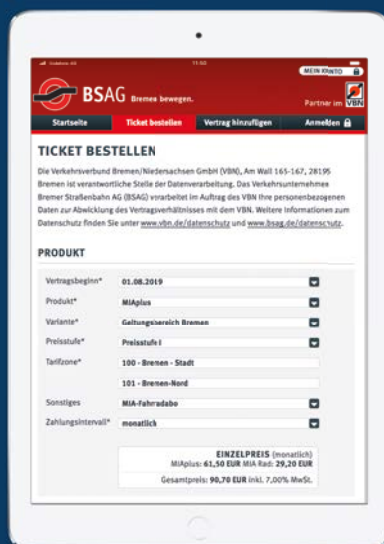 Vodafone 4G 11:50
MEIN KONTO
BSAG Bremen bewegen.
Partner im VBN
Startseite Ticket bestellen Vertrag hinzufügen Anmelden
TICKET BESTELLEN
Die Verkehrsverbund Bremen/Niedersachsen GmbH (VBN), Am Wall 165-167, 28195
Bremen ist verantwortliche Stelle der Datenverarbeitung. Das Verkehrsunternehmen
Bremer Straßenbahn AG (BSAG) verarbeitet im Auftrag des VBN Ihre personenbezogenen
Daten zur Abwicklung des Vertragsverhältnisses mit dem VBN. Weitere Informationen zum
Datenschutz finden Sie unter www.vbn.de/datenschutz und www.bsag.de/datenschutz.
PRODUKT
Vertragsbeginn* 01.08.2019
Produkt* MIAplus
Variante* Geltungsbereich Bremen
Preisstufe* Preisstufe I
Tarifzone* 100 - Bremen - Stadt
101 - Bremen-Nord
Sonstiges MIA-Fahrradabo
Zahlungsintervall* monatlich
EINZELPREIS (monatlich)
MIAplus: 61,50 EUR MIA Rad: 29,20 EUR
Gesamtpreis: 90,70 EUR inkl. 7,00% MwSt.